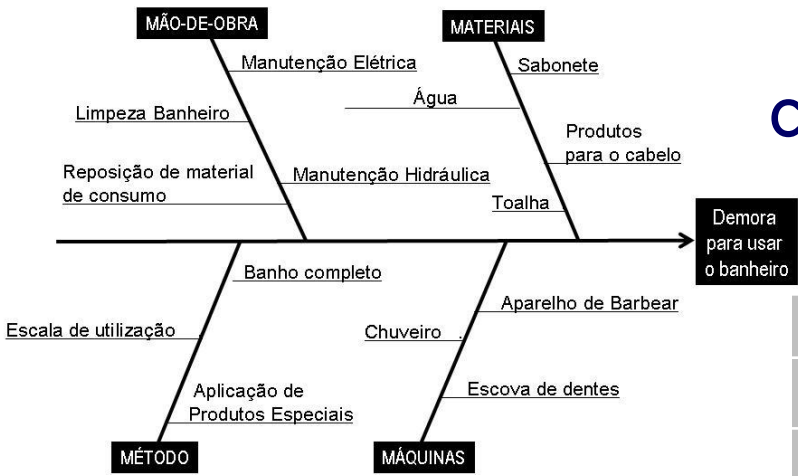 MÃO-DE-OBRA
MATERIAIS
Manutenção Elétrica
Sabonete
Água
Limpeza Banheiro
Produtos
para o cabelo
Reposição de material
de consumo
Manutenção Hidráulica
Toalha
Demora
para usar
o banheiro
Banho completo
Aparelho de Barbear
Escala de utilização
Chuveiro
Aplicação de
Produtos Especiais
Escova de dentes
MÉTODO
MÁQUINAS